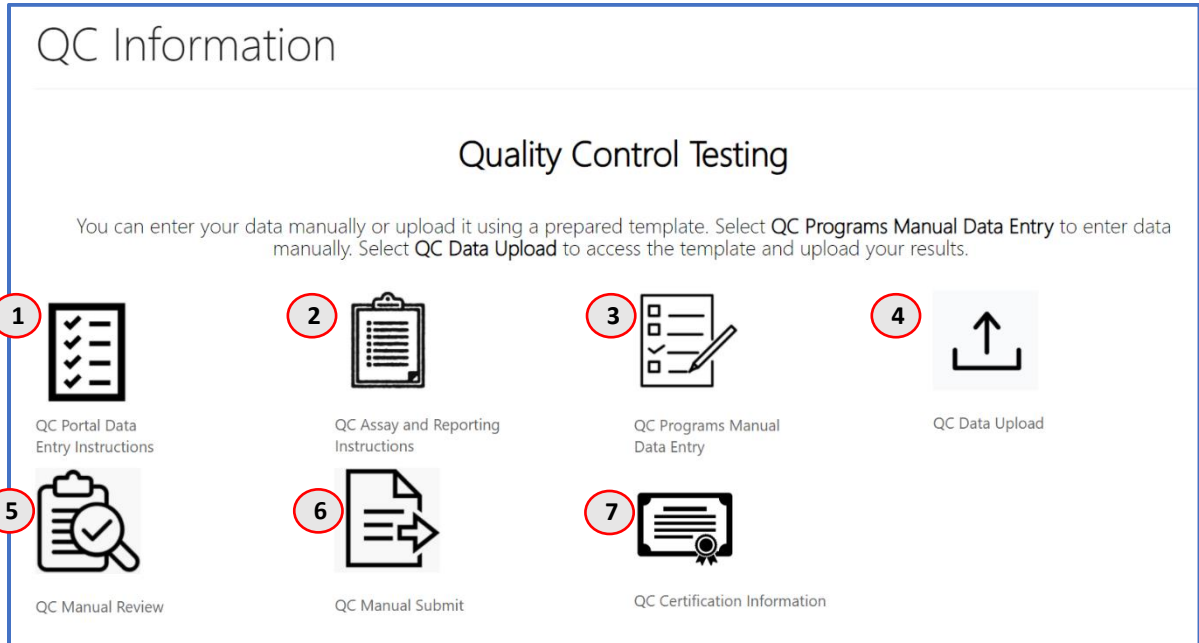 QC Information
Quality Control Testing
You can enter your data manually or upload it using a prepared template. Select QC Programs Manual Data Entry to enter data
manually. Select QC Data Upload to access the template and upload your results.
1
2
3
4
QC Portal Data
Entry Instructions
QC Assay and Reporting
Instructions
QC Programs Manual
Data Entry
QC Data Upload
5
6
7
QC Manual Review
QC Manual Submit
QC Certification Information